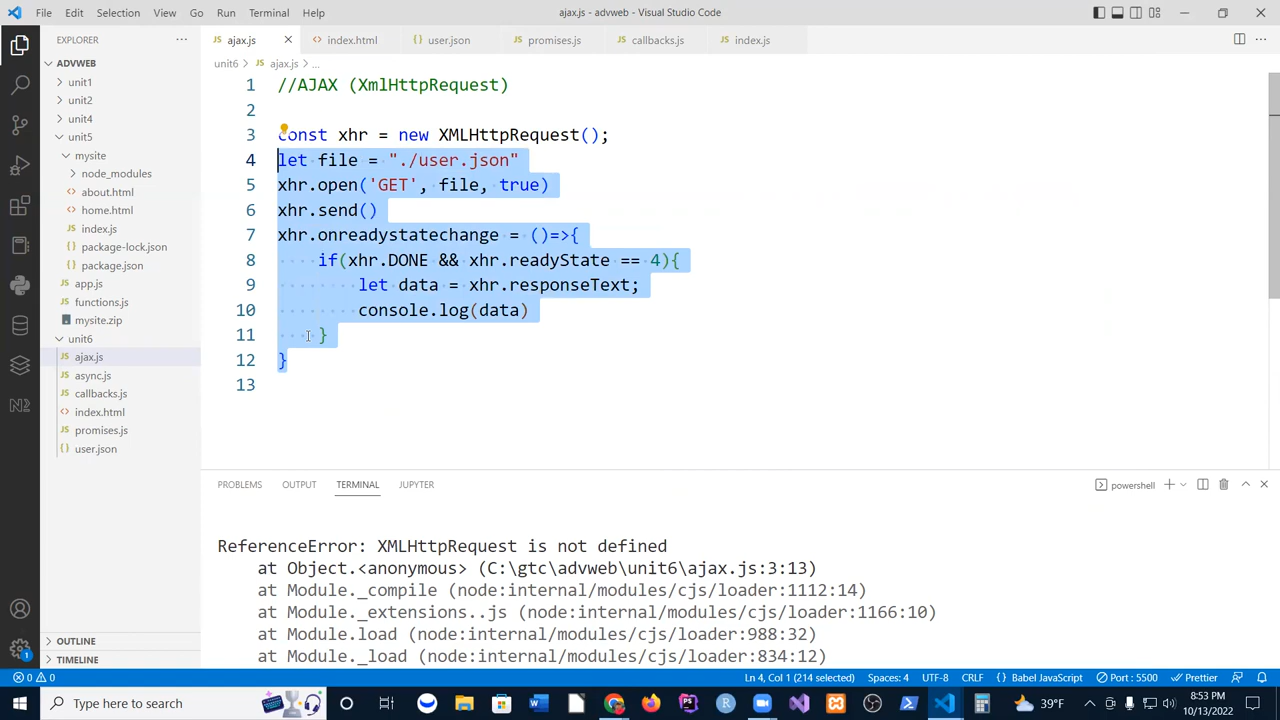 File Edit Selection View Go Run Terminal Help
ajax.js - advweb - Visual Studio Code
EXPLORER
ajax.js index.html user.json promises.js callbacks.js index.js
ADVWEB
unit6 > JS ajax.js > ...
unit1
unit2
unit4
unit5
mysite
node_modules
about.html
home.html
JS index.js
package-lock.json
package.json
JS app.js
JS functions.js
mysite.zip
unit6
JS ajax.js
JS async.js
JS callbacks.js
index.html
JS promises.js
user.json
OUTLINE
TIMELINE
1 //AJAX (XmlHttpRequest)
2
3 const xhr = new XMLHttpRequest();
4 let file = "./user.json"
5 xhr.open('GET', file, true)
6 xhr.send()
7 xhr.onreadystatechange = ()=>{
8 if(xhr.DONE && xhr.readyState == 4){
9 let data = xhr.responseText;
10 console.log(data)
11 }
12 }
13
PROBLEMS OUTPUT TERMINAL JUPYTER
powershell
ReferenceError: XMLHttpRequest is not defined
at Object.<anonymous> (C:\gtc\advweb\unit6\ajax.js:3:13)
at Module._compile (node:internal/modules/cjs/loader:1112:14)
at Module._extensions..js (node:internal/modules/cjs/loader:1166:10)
at Module.load (node:internal/modules/cjs/loader:988:32)
at Module._load (node:internal/modules/cjs/loader:834:12)
0 0 Ln 4, Col 1 (214 selected) Spaces: 4 UTF-8 CRLF {} Babel JavaScript Port : 5500 Prettier
Type here to search
39°F
8:53 PM
10/13/2022